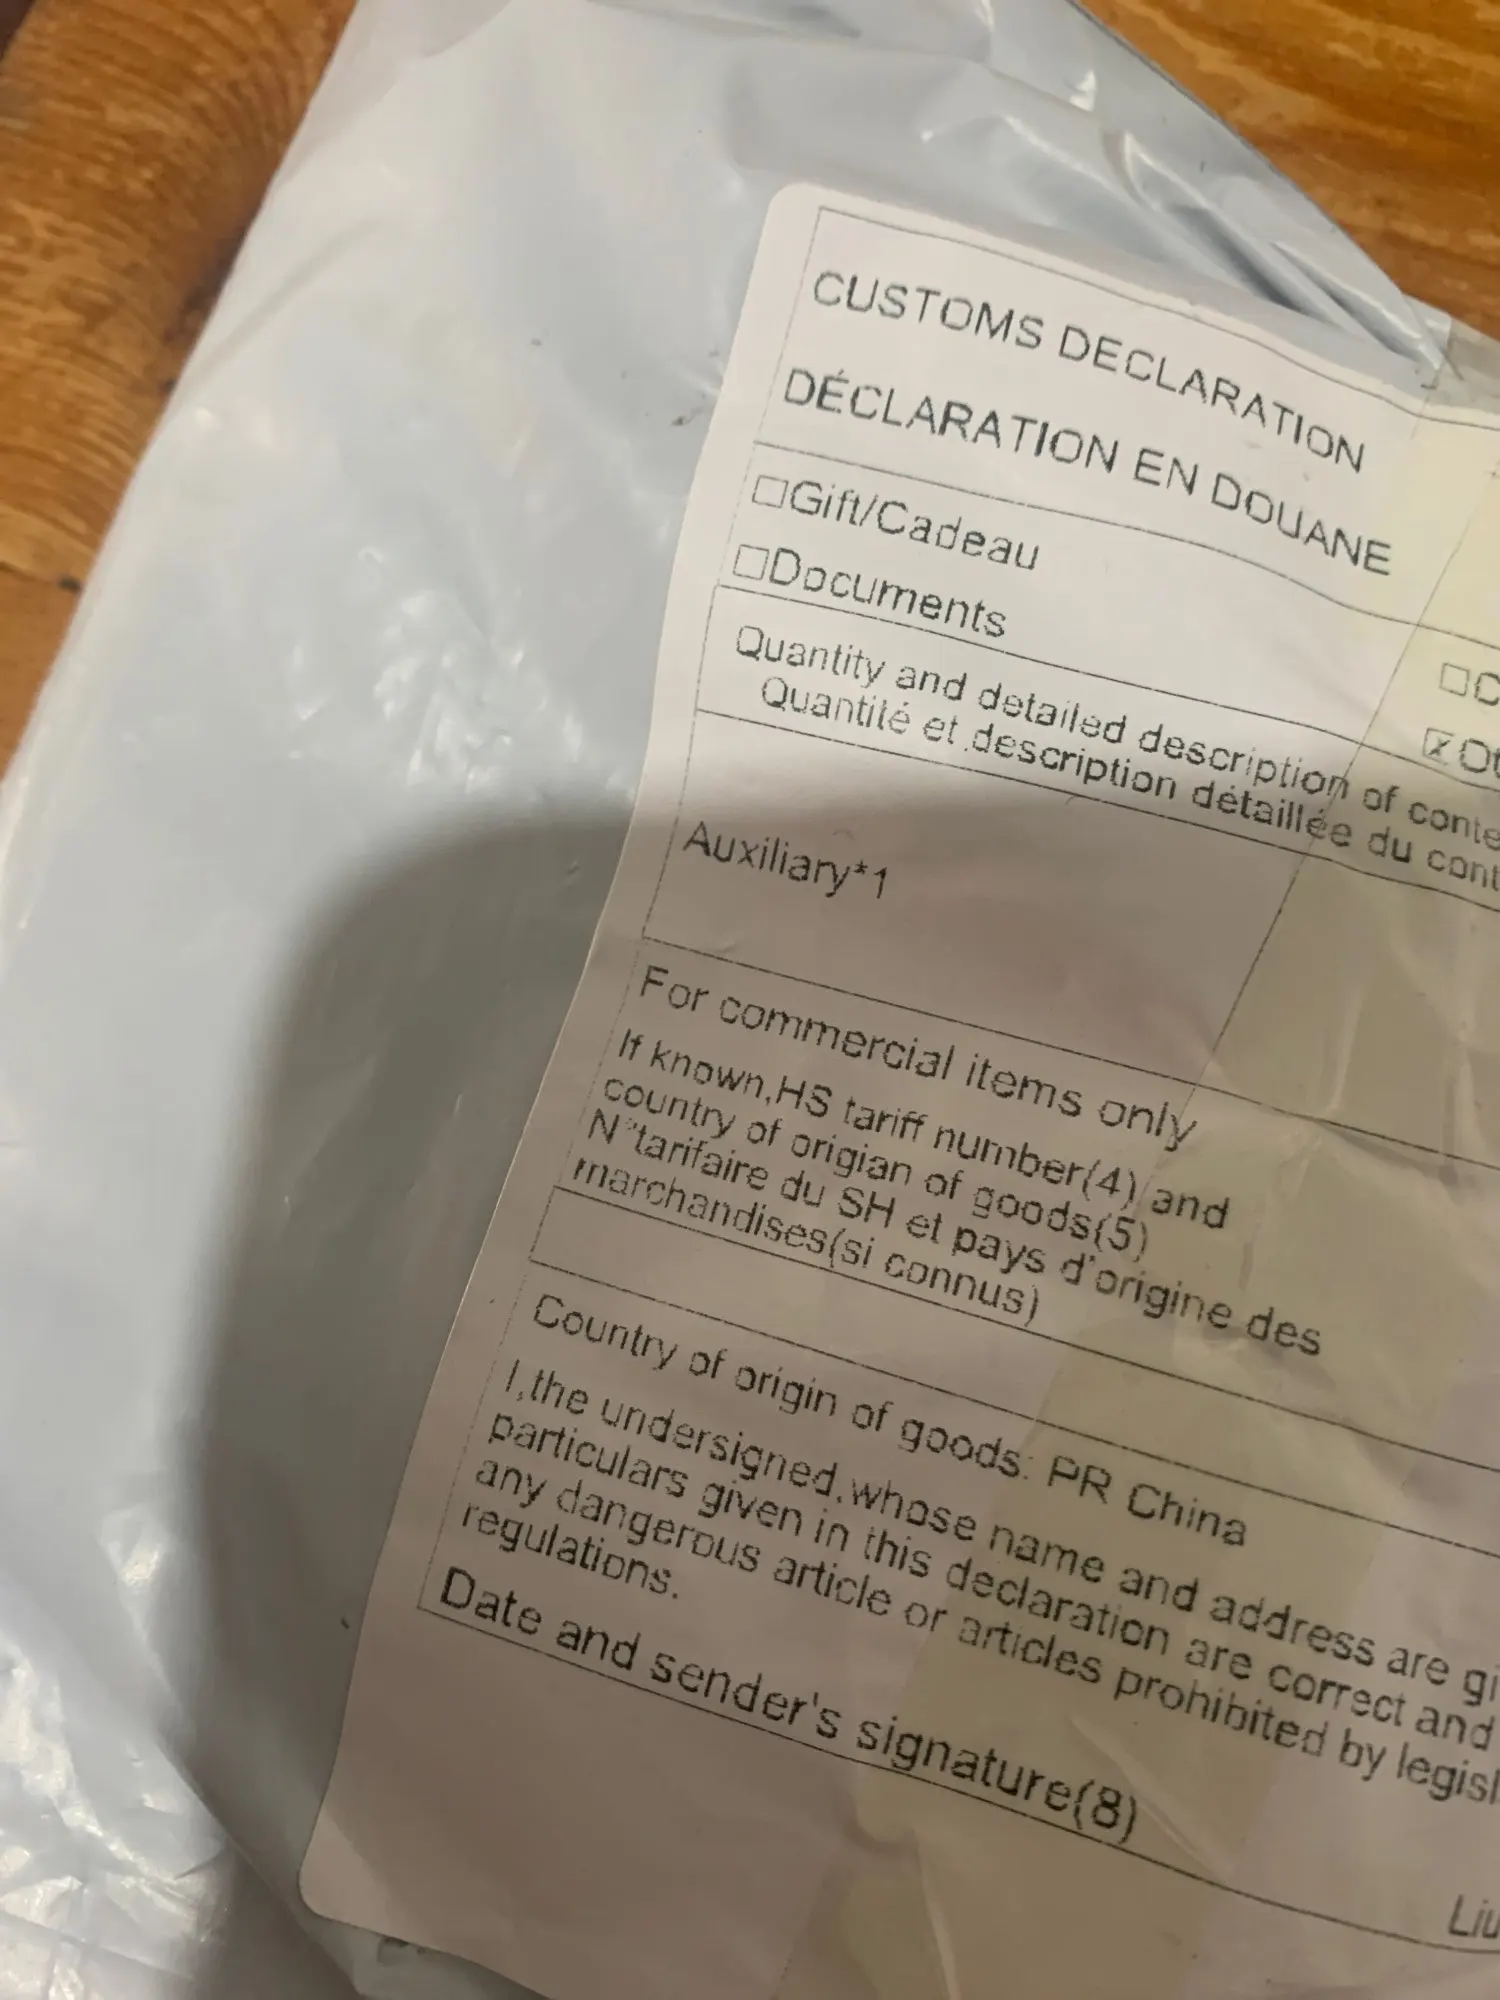 CUSTOMS DECLARATION
DÉCLARATION EN DOUANE
☐Gift/Cadeau
☐Documents
☐C
☒Ot
Quantity and detailed description of conte
Quantité et description détaillée du cont
Auxiliary*1
For commercial items only
If known,HS tariff number(4) and
country of origian of goods(5)
N°tarifaire du SH et pays d'origine des
marchandises(si connus)
Country of origin of goods: PR China
I,the undersigned,whose name and address are gi
particulars given in this declaration are correct and
any dangerous article or articles prohibited by legisl
regulations.
Date and sender's signature(8)
Liu